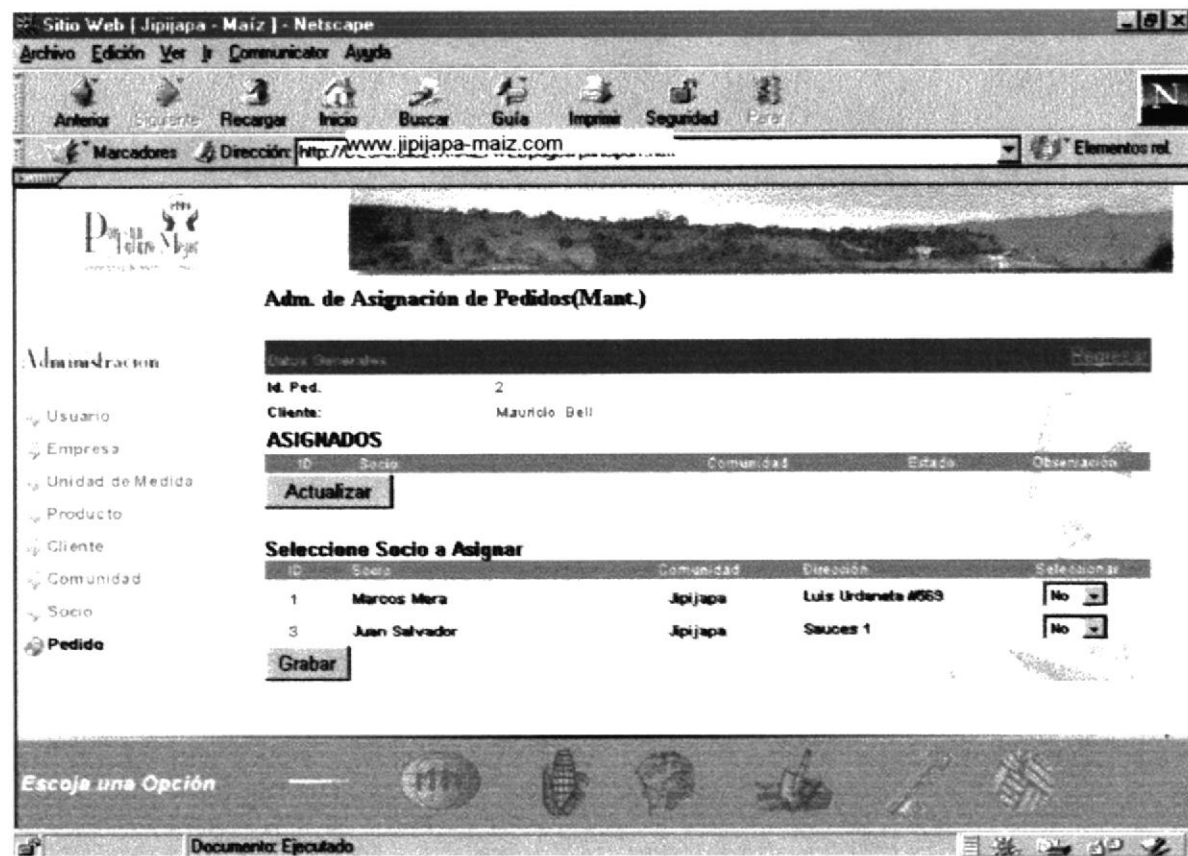 Sitio Web [ Jipijapa - Maíz ] - Netscape
Archivo Edición Ver Ir Communicator Ayuda
Anterior Siguiente Recargar Inicio Buscar Guía Imprimir Seguridad Parar
Marcadores Dirección: http:// www.jipijapa-maiz.com Elementos rel.
Adm. de Asignación de Pedidos(Mant.)
Administracion
Datos Generales Regresar
Id. Ped. 2
Cliente: Mauricio Bell
ASIGNADOS
ID Socio Comunidad Estado Observación
Actualizar
Seleccione Socio a Asignar
ID Socio Comunidad Dirección Seleccionar
1 Marcos Mera Jipijapa Luis Urdaneta #569 No
3 Juan Salvador Jipijapa Sauces 1 No
Grabar
Usuario
Empresa
Unidad de Medida
Producto
Cliente
Comunidad
Socio
Pedido
Escoja una Opción
Documento: Ejecutado